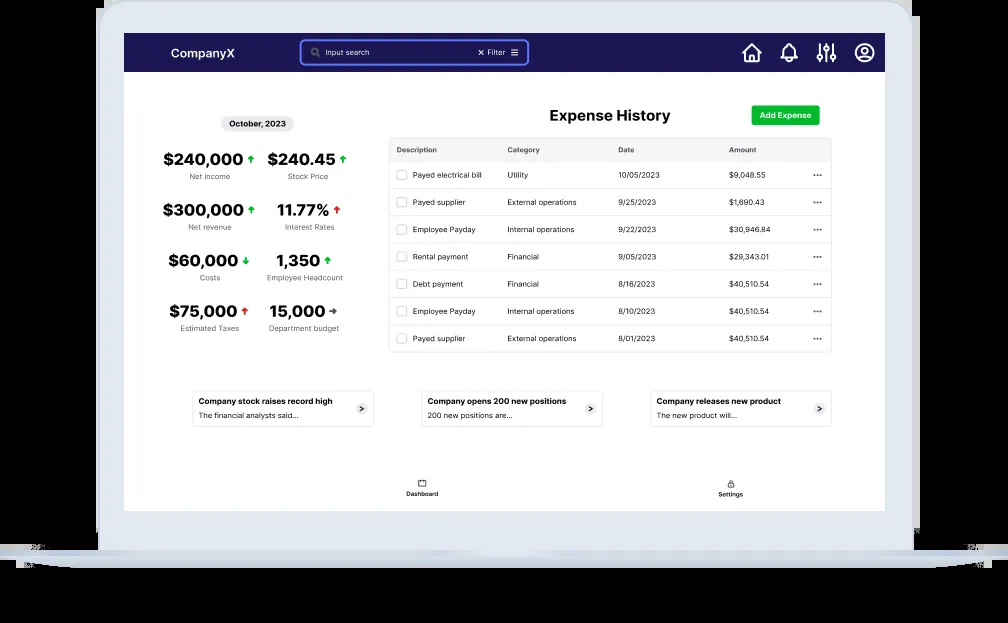 CompanyX
Input search
✕ Filter
October, 2023
$240,000 ↑ $240.45 ↑
Net income Stock Price
$300,000 ↑ 11.77% ↑
Net revenue Interest Rates
$60,000 ↓ 1,350 ↑
Costs Employee Headcount
$75,000 ↑ 15,000 →
Estimated Taxes Department budget
Expense History
Add Expense
Description Category Date Amount
Payed electrical bill Utility 10/05/2023 $9,048.55 ...
Payed supplier External operations 9/25/2023 $1,690.43 ...
Employee Payday Internal operations 9/22/2023 $30,946.84 ...
Rental payment Financial 9/05/2023 $29,343.01 ...
Debt payment Financial 8/16/2023 $40,510.54 ...
Employee Payday Internal operations 8/10/2023 $40,510.54 ...
Payed supplier External operations 8/01/2023 $40,510.54 ...
Company stock raises record high
The financial analysts said...
>
Company opens 200 new positions
200 new positions are...
>
Company releases new product
The new product will...
>
Dashboard
Settings